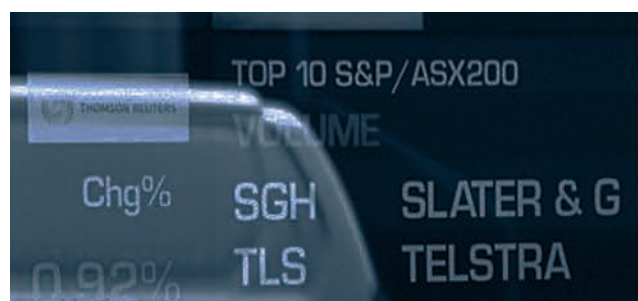 TOP 10 S&P/ASX200
THOMSON REUTERS
VOLUME
Chg%
SGH SLATER & G
TLS TELSTRA
0.92%